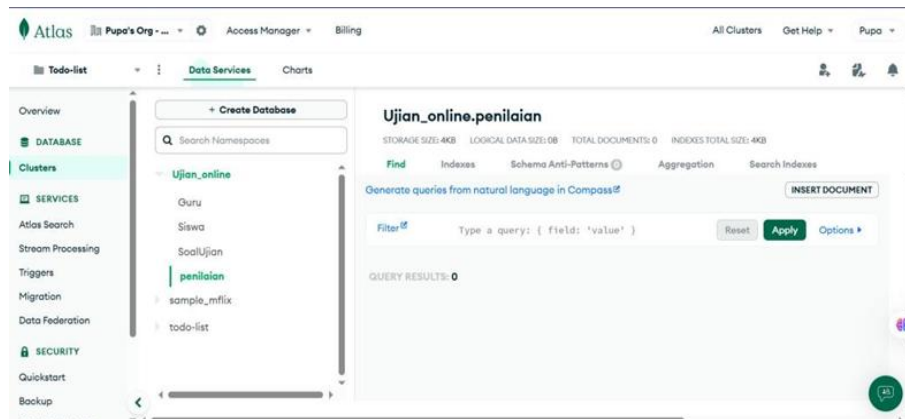 Atlas Pupa's Org - ... Access Manager Billing All Clusters Get Help Pupa
Todo-list Data Services Charts
Overview
DATABASE
Clusters
SERVICES
Atlas Search
Stream Processing
Triggers
Migration
Data Federation
SECURITY
Quickstart
Backup
+ Create Database
Search Namespaces
Ujian_online
Guru
Siswa
SoalUjian
penilaian
sample_mflix
todo-list
Ujian_online.penilaian
STORAGE SIZE: 4KB LOGICAL DATA SIZE: 0B TOTAL DOCUMENTS: 0 INDEXES TOTAL SIZE: 4KB
Find Indexes Schema Anti-Patterns Aggregation Search Indexes
Generate queries from natural language in Compass
INSERT DOCUMENT
Filter Type a query: { field: 'value' } Reset Apply Options
QUERY RESULTS: 0